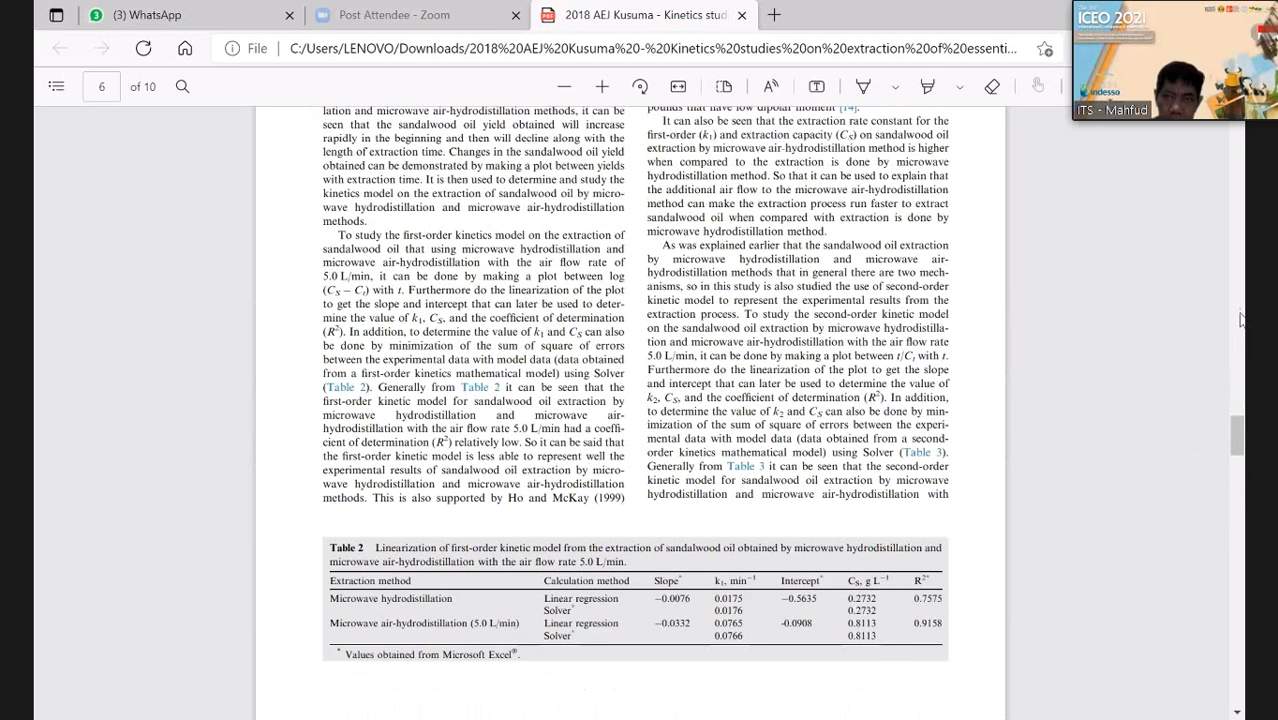 (3) WhatsApp
Post Attendee - Zoom
2018 AEJ Kusuma - Kinetics stud
File
C:/Users/LENOVO/
6 of 10
ICEO 2021
indesso
ITS - Mahfud
lation and microwave air-hydrodistillation methods, it can be
seen that the sandalwood oil yield obtained will increase
rapidly in the beginning and then will decline along with the
length of extraction time. Changes in the sandalwood oil yield
obtained can be demonstrated by making a plot between yields
with extraction time. It is then used to determine and study the
kinetics model on the extraction of sandalwood oil by micro-
wave hydrodistillation and microwave air-hydrodistillation
methods.
To study the first-order kinetics model on the extraction of
sandalwood oil that using microwave hydrodistillation and
microwave air-hydrodistillation with the air flow rate of
5.0 L/min, it can be done by making a plot between log
(CS − Ct) with t. Furthermore do the linearization of the plot
to get the slope and intercept that can later be used to deter-
mine the value of k1, CS, and the coefficient of determination
(R²). In addition, to determine the value of k1 and CS can also
be done by minimization of the sum of square of errors
between the experimental data with model data (data obtained
from a first-order kinetics mathematical model) using Solver
(Table 2). Generally from Table 2 it can be seen that the
first-order kinetic model for sandalwood oil extraction by
microwave hydrodistillation and microwave air-
hydrodistillation with the air flow rate 5.0 L/min had a coeffi-
cient of determination (R²) relatively low. So it can be said that
the first-order kinetic model is less able to represent well the
experimental results of sandalwood oil extraction by micro-
wave hydrodistillation and microwave air-hydrodistillation
methods. This is also supported by Ho and McKay (1999)
pounds that have low dipolar moment [14].
It can also be seen that the extraction rate constant for the
first-order (k1) and extraction capacity (CS) on sandalwood oil
extraction by microwave air-hydrodistillation method is higher
when compared to the extraction is done by microwave
hydrodistillation method. So that it can be used to explain that
the additional air flow to the microwave air-hydrodistillation
method can make the extraction process run faster to extract
sandalwood oil when compared with extraction is done by
microwave hydrodistillation method.
As was explained earlier that the sandalwood oil extraction
by microwave hydrodistillation and microwave air-
hydrodistillation methods that in general there are two mech-
anisms, so in this study is also studied the use of second-order
kinetic model to represent the experimental results from the
extraction process. To study the second-order kinetic model
on the sandalwood oil extraction by microwave hydrodistilla-
tion and microwave air-hydrodistillation with the air flow rate
5.0 L/min, it can be done by making a plot between t/Ct with t.
Furthermore do the linearization of the plot to get the slope
and intercept that can later be used to determine the value of
k2, CS, and the coefficient of determination (R²). In addition,
to determine the value of k2 and CS can also be done by min-
imization of the sum of square of errors between the experi-
mental data with model data (data obtained from a second-
order kinetics mathematical model) using Solver (Table 3).
Generally from Table 3 it can be seen that the second-order
kinetic model for sandalwood oil extraction by microwave
hydrodistillation and microwave air-hydrodistillation with
Table 2 Linearization of first-order kinetic model from the extraction of sandalwood oil obtained by microwave hydrodistillation and
microwave air-hydrodistillation with the air flow rate 5.0 L/min.
Extraction method Calculation method Slope* k1, min−1 Intercept* CS, g L−1 R2*
Microwave hydrodistillation Linear regression −0.0076 0.0175 −0.5635 0.2732 0.7575
Solver* 0.0176 0.2732
Microwave air-hydrodistillation (5.0 L/min) Linear regression −0.0332 0.0765 -0.0908 0.8113 0.9158
Solver* 0.0766 0.8113
* Values obtained from Microsoft Excel®.